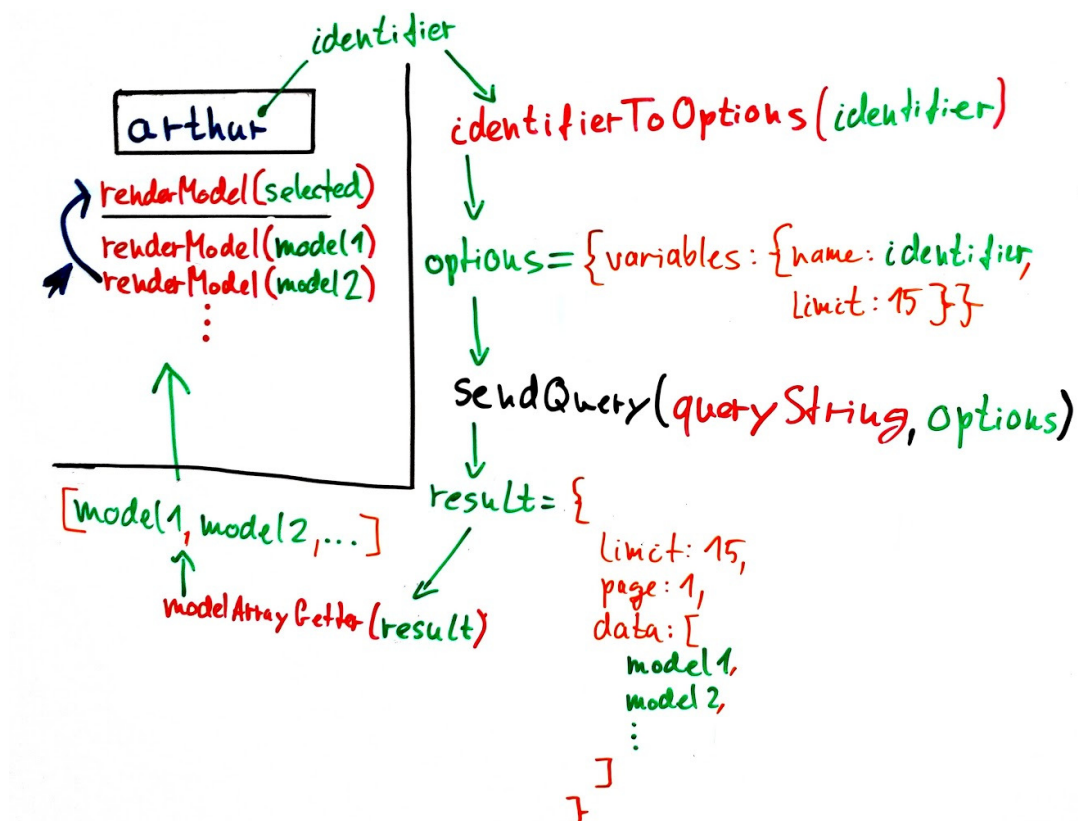 identifier
arthur
renderModel(selected)
renderModel(model1)
renderModel(model2)
⋮
[model1, model2, ...]
modelArrayGetter(result)
identifierToOptions(identifier)
options = {variables: {name: identifier,
limit: 15 }}
sendQuery(queryString, options)
result = {
limit: 15,
page: 1,
data: [
model1,
model2,
⋮
]
}